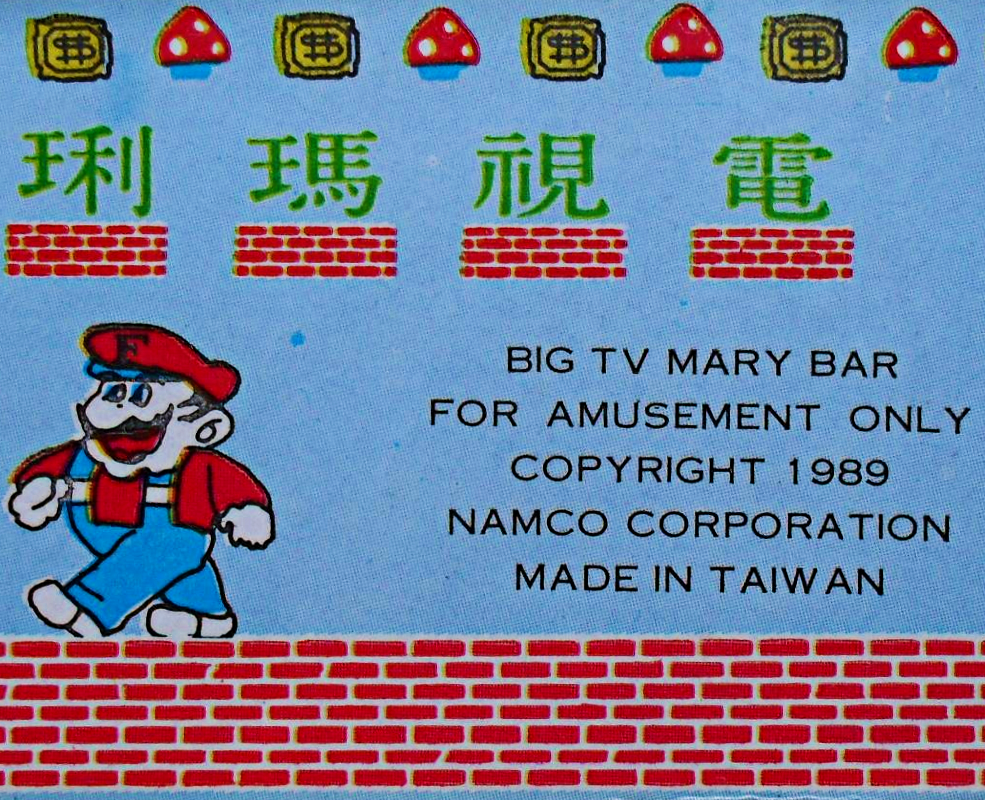 電視瑪琍
F
BIG TV MARY BAR
FOR AMUSEMENT ONLY
COPYRIGHT 1989
NAMCO CORPORATION
MADE IN TAIWAN